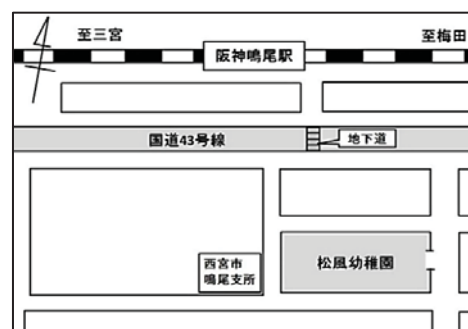 至三宮
至梅田
阪神鳴尾駅
国道43号線
地下道
西宮市
鳴尾支所
松風幼稚園